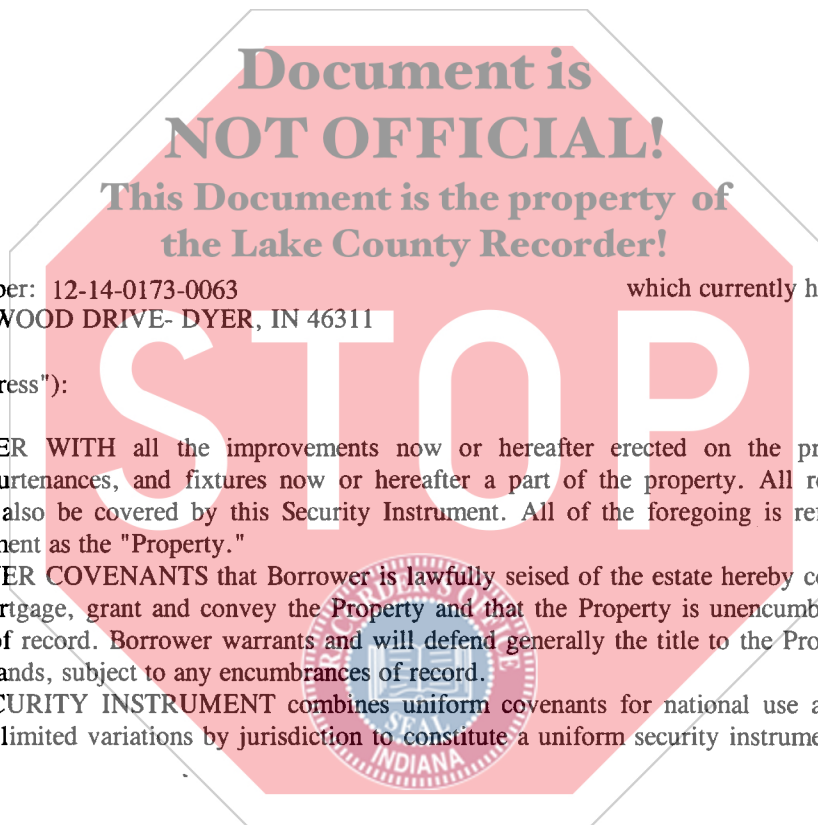 Document is
NOT OFFICIAL!
This Document is the property of
the Lake County Recorder!
ber: 12-14-0173-0063 which currently h
WOOD DRIVE- DYER, IN 46311
ress"):
STOP
ER WITH all the improvements now or hereafter erected on the pr
urtenances, and fixtures now or hereafter a part of the property. All r
also be covered by this Security Instrument. All of the foregoing is re
ment as the "Property."
ER COVENANTS that Borrower is lawfully seised of the estate hereby c
rtgage, grant and convey the Property and that the Property is unencumb
of record. Borrower warrants and will defend generally the title to the Pro
ands, subject to any encumbrances of record.
CURITY INSTRUMENT combines uniform covenants for national use a
limited variations by jurisdiction to constitute a uniform security instrume
RECORDER'S OFFICE
SEAL
INDIANA